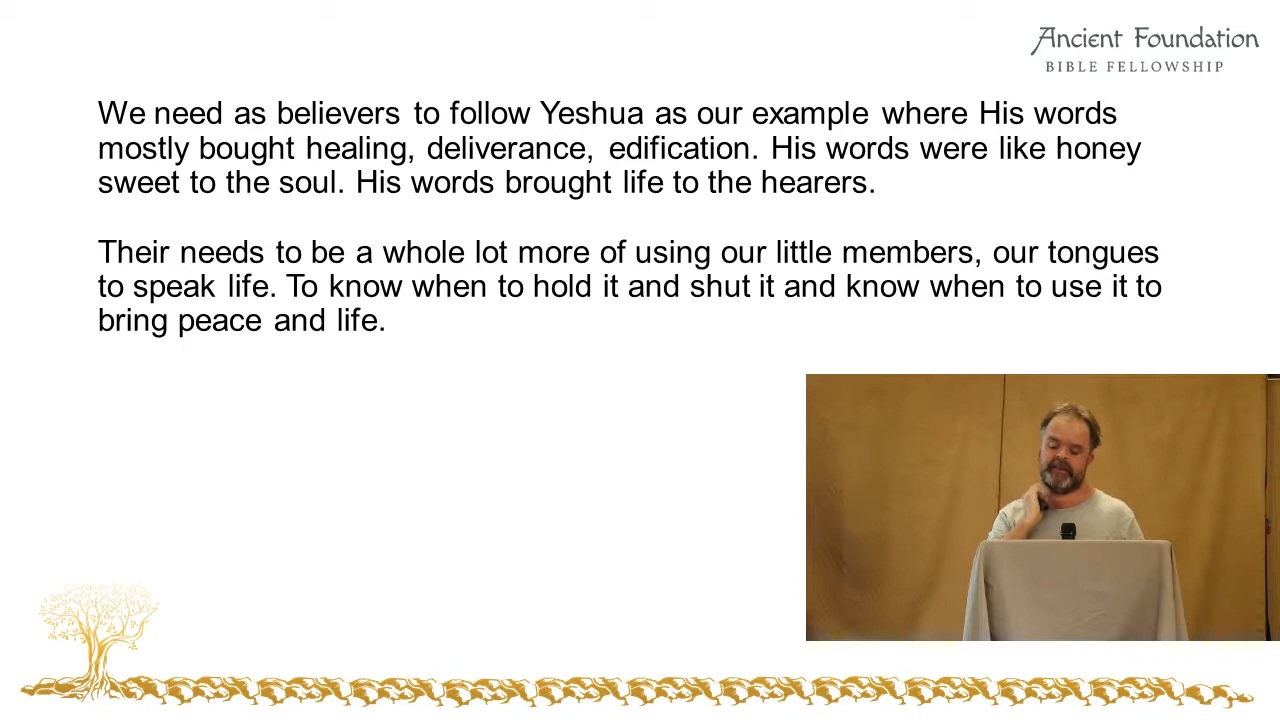 Ancient Foundation
BIBLE FELLOWSHIP
We need as believers to follow Yeshua as our example where His words
mostly bought healing, deliverance, edification. His words were like honey
sweet to the soul. His words brought life to the hearers.
Their needs to be a whole lot more of using our little members, our tongues
to speak life. To know when to hold it and shut it and know when to use it to
bring peace and life.